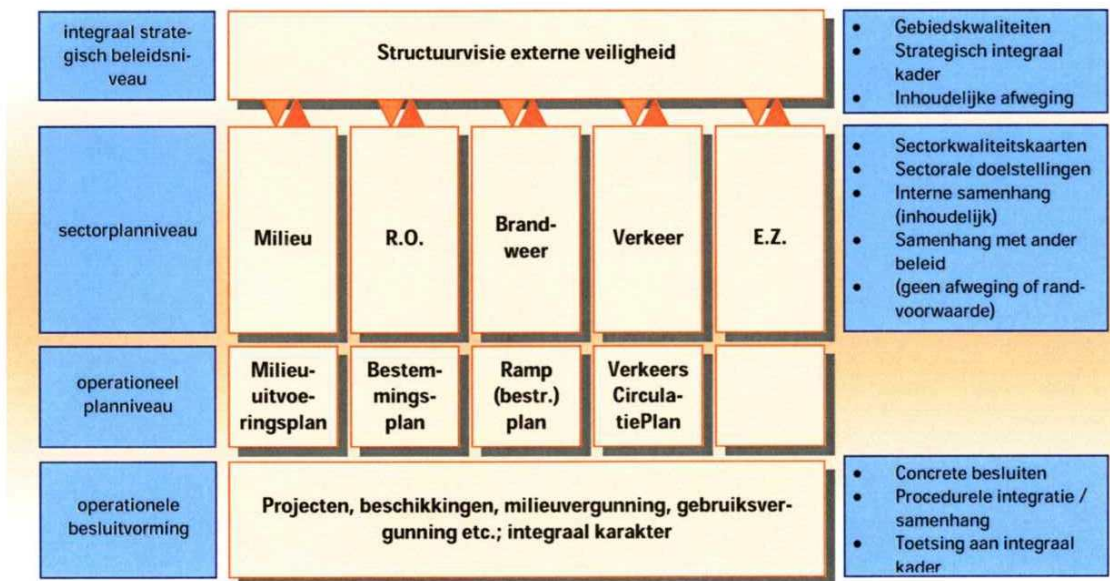 integraal strate-
gisch beleidsni-
veau
Structuurvisie externe veiligheid
• Gebiedskwaliteiten
• Strategisch integraal
kader
• Inhoudelijke afweging
sectorplanniveau
Milieu
R.O.
Brand-
weer
Verkeer
E.Z.
• Sectorkwaliteitskaarten
• Sectorale doelstellingen
• Interne samenhang
(inhoudelijk)
• Samenhang met ander
beleid
• (geen afweging of rand-
voorwaarde)
operationeel
planniveau
Milieu-
uitvoe-
ringsplan
Bestem-
mings-
plan
Ramp
(bestr.)
plan
Verkeers
Circula-
tiePlan
operationele
besluitvorming
Projecten, beschikkingen, milieuvergunning, gebruiksver-
gunning etc.; integraal karakter
• Concrete besluiten
• Procedurele integratie /
samenhang
• Toetsing aan integraal
kader